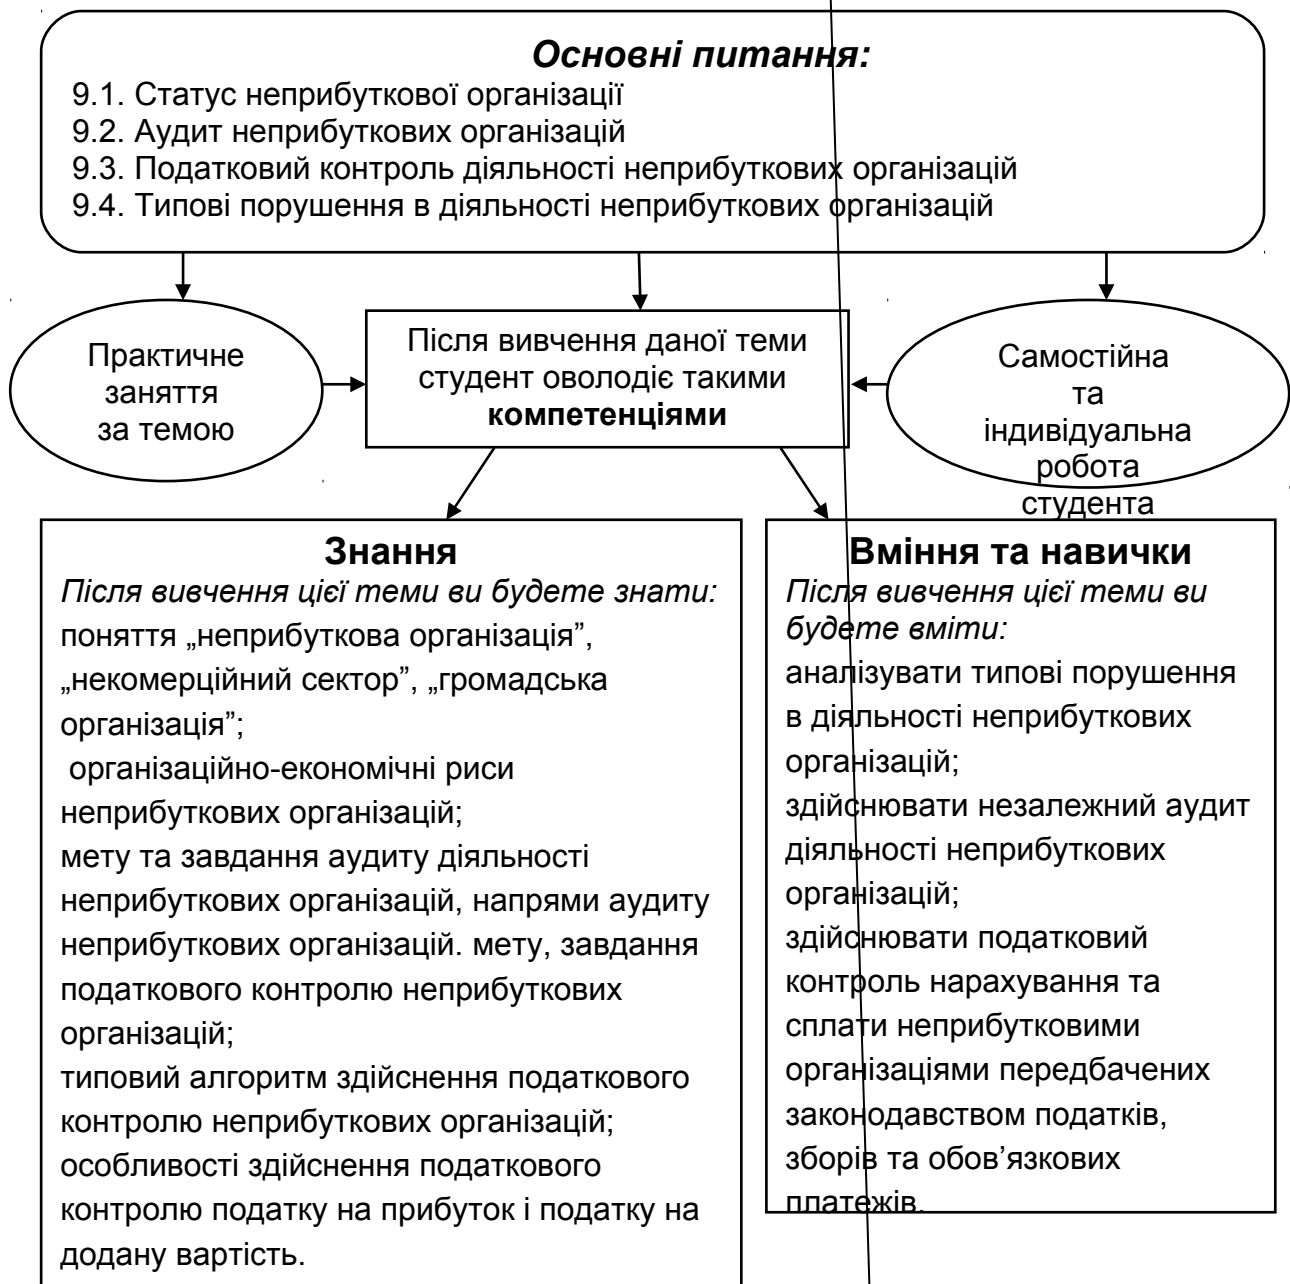 Основні питання:
9.1. Статус неприбуткової організації
9.2. Аудит неприбуткових організацій
9.3. Податковий контроль діяльності неприбуткових організацій
9.4. Типові порушення в діяльності неприбуткових організацій
Практичне
заняття
за темою
Після вивчення даної теми
студент оволодіє такими
компетенціями
Самостійна
та
індивідуальна
робота
студента
Знання
Після вивчення цієї теми ви будете знати:
поняття „неприбуткова організація”,
„некомерційний сектор”, „громадська
організація”;
організаційно-економічні риси
неприбуткових організацій;
мету та завдання аудиту діяльності
неприбуткових організацій, напрями аудиту
неприбуткових організацій. мету, завдання
податкового контролю неприбуткових
організацій;
типовий алгоритм здійснення податкового
контролю неприбуткових організацій;
особливості здійснення податкового
контролю податку на прибуток і податку на
додану вартість.
Вміння та навички
Після вивчення цієї теми ви
будете вміти:
аналізувати типові порушення
в діяльності неприбуткових
організацій;
здійснювати незалежний аудит
діяльності неприбуткових
організацій;
здійснювати податковий
контроль нарахування та
сплати неприбутковими
організаціями передбачених
законодавством податків,
зборів та обов’язкових
платежів.